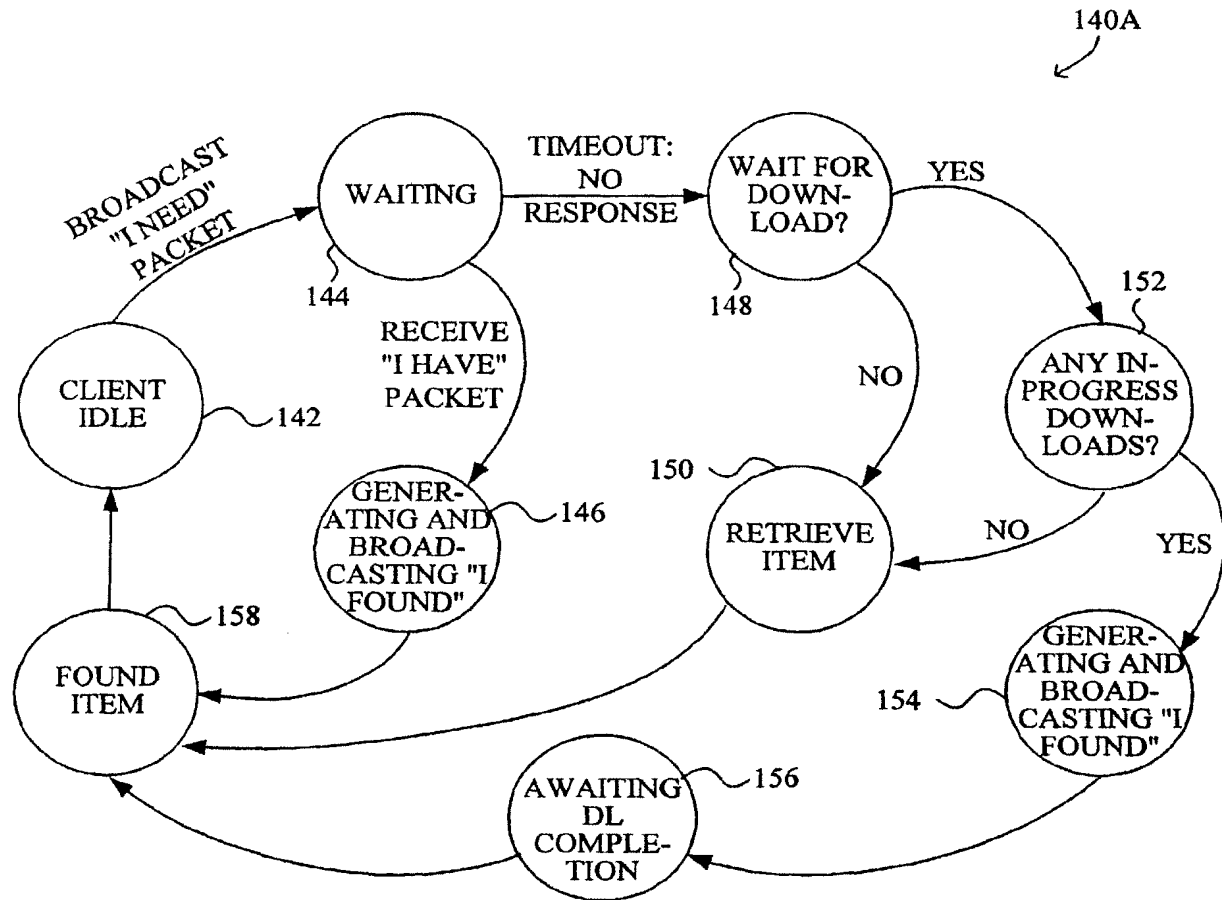 140A
BROADCAST
"I NEED"
PACKET
WAITING
144
TIMEOUT:
NO
RESPONSE
WAIT FOR
DOWN-
LOAD?
148
YES
152
RECEIVE
"I HAVE"
PACKET
CLIENT
IDLE
142
NO
ANY IN-
PROGRESS
DOWN-
LOADS?
150
GENER-
ATING AND
BROAD-
CASTING "I
FOUND"
146
RETRIEVE
ITEM
NO
YES
158
FOUND
ITEM
GENER-
ATING AND
BROAD-
CASTING "I
FOUND"
154
AWAITING
DL
COMPLE-
TION
156